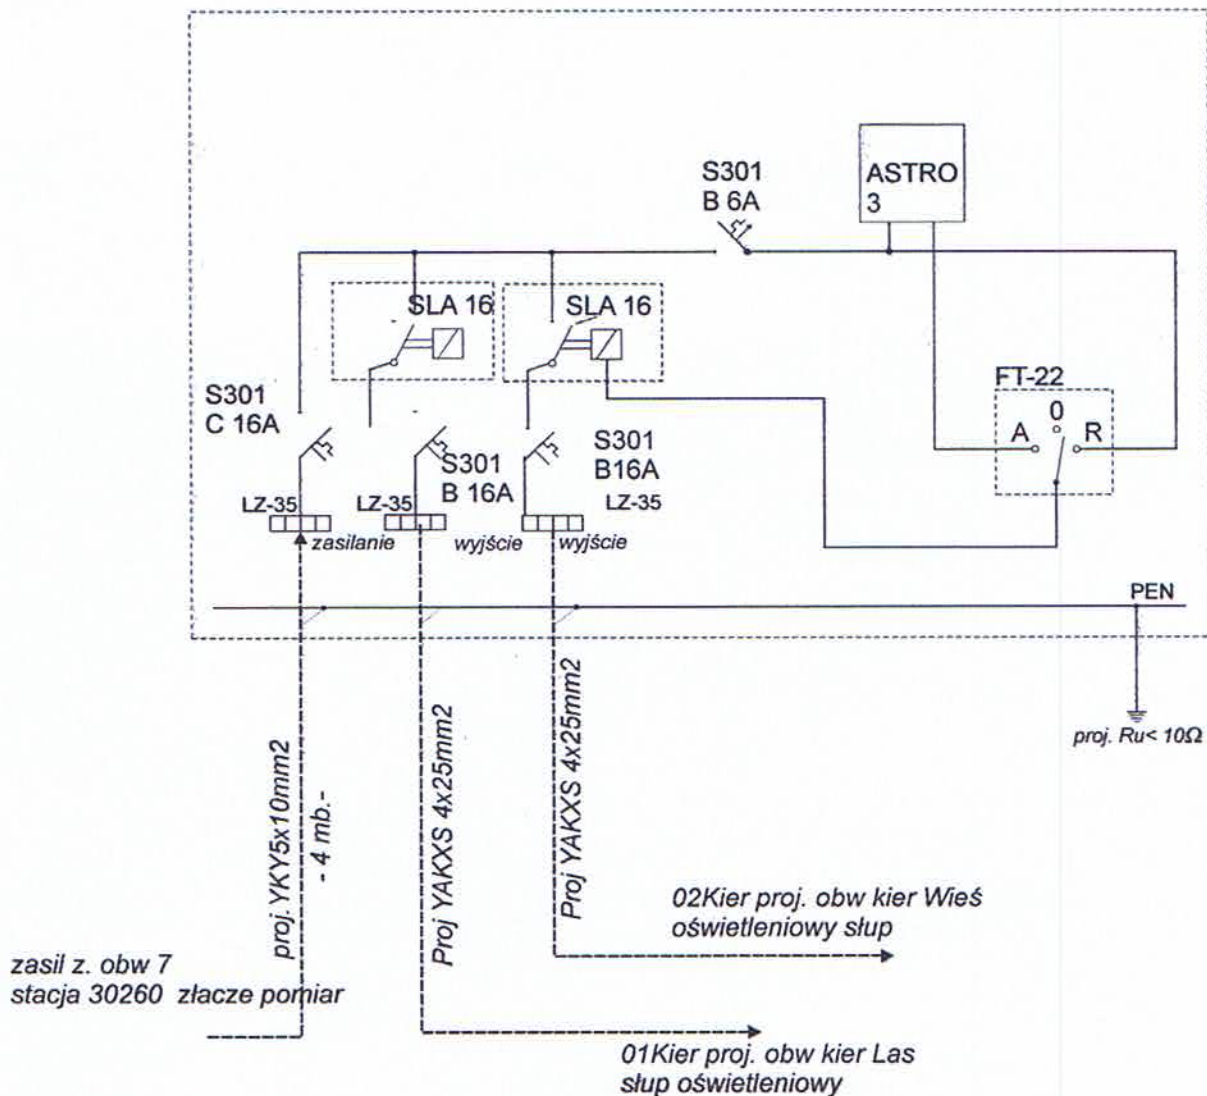 S301
B 6A
ASTRO
3
SLA 16
SLA 16
FT-22
0
A
R
S301
C 16A
S301
B 16A
S301
B16A
LZ-35
LZ-35
LZ-35
zasilanie
wyjście
wyjście
PEN
proj. Ru< 10Ω
proj. YKY5x10mm2
- 4 mb.-
Proj YAKXS 4x25mm2
Proj YAKXS 4x25mm2
02Kier proj. obw kier Wieś
oświetleniowy słup
zasil z. obw 7
stacja 30260 złacze pomiar
01Kier proj. obw kier Las
słup oświetleniowy